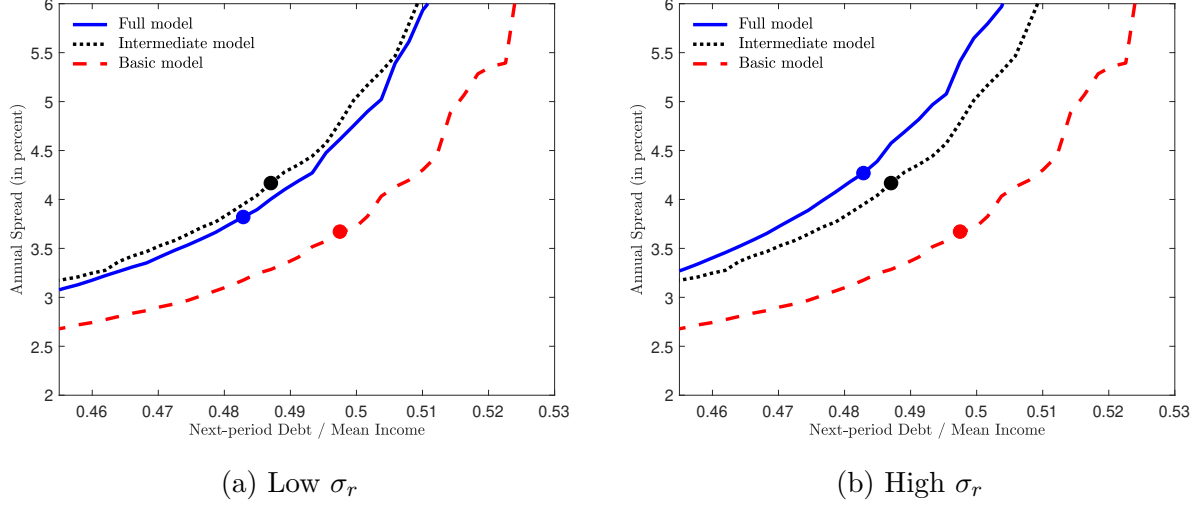 6
5.5
5
4.5
4
3.5
3
2.5
2
Annual Spread (in percent)
Full model
Intermediate model
Basic model
0.46 0.47 0.48 0.49 0.5 0.51 0.52 0.53
Next-period Debt / Mean Income
(a) Low σr
6
5.5
5
4.5
4
3.5
3
2.5
2
Annual Spread (in percent)
Full model
Intermediate model
Basic model
0.46 0.47 0.48 0.49 0.5 0.51 0.52 0.53
Next-period Debt / Mean Income
(b) High σr